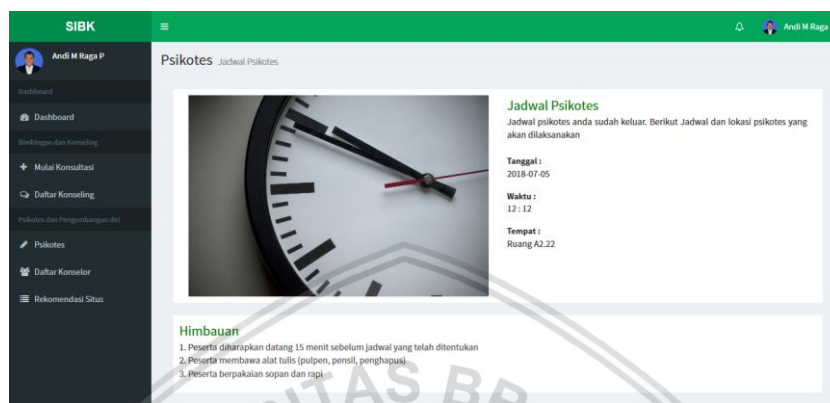 SIBK
Andi M Raga
Andi M Raga P
Dashboard
Dashboard
Bimbingan dan Konseling
Mulai Konsultasi
Daftar Konseling
Psikotes dan Pengembangan diri
Psikotes
Daftar Konselor
Rekomendasi Situs
Psikotes Jadwal Psikotes
Jadwal Psikotes
Jadwal psikotes anda sudah keluar. Berikut Jadwal dan lokasi psikotes yang
akan dilaksanakan
Tanggal :
2018-07-05
Waktu :
12 : 12
Tempat :
Ruang A2.22
Himbauan
1. Peserta diharapkan datang 15 menit sebelum jadwal yang telah ditentukan
2. Peserta membawa alat tulis (pulpen, pensil, penghapus)
3. Peserta berpakaian sopan dan rapi
ITAS BR